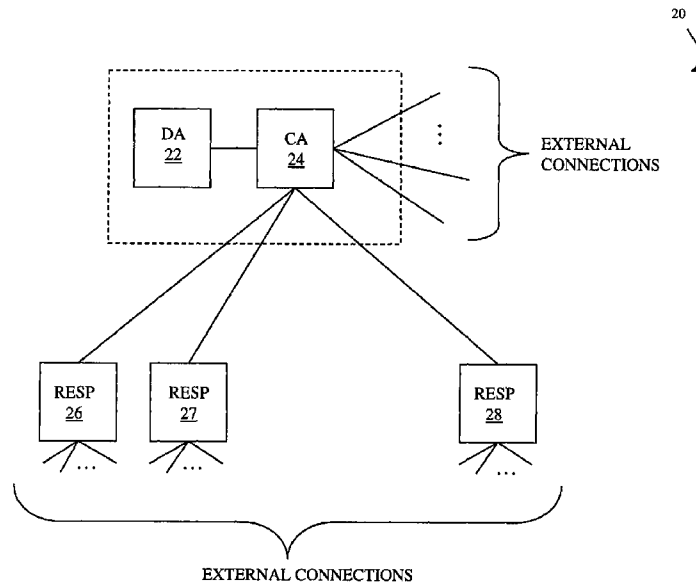 20
DA
22
CA
24
...
EXTERNAL
CONNECTIONS
RESP
26
RESP
27
RESP
28
...
...
...
EXTERNAL CONNECTIONS